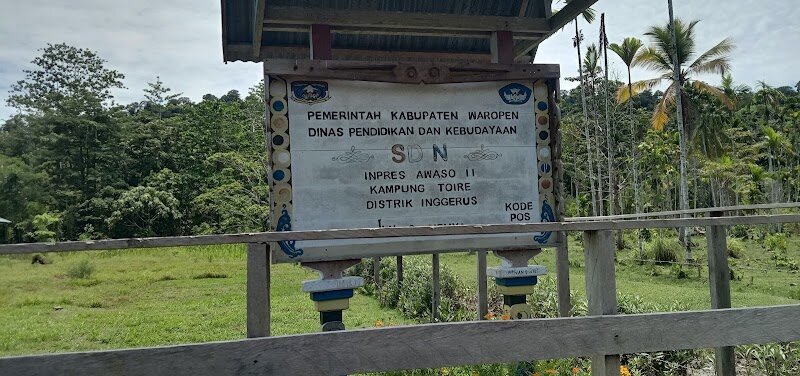 PEMERINTAH KABUPATEN WAROPEN
DINAS PENDIDIKAN DAN KEBUDAYAAN
SDN
INPRES AWASO II
KAMPUNG TOIRE
DISTRIK INGGERUS
KODE
POS